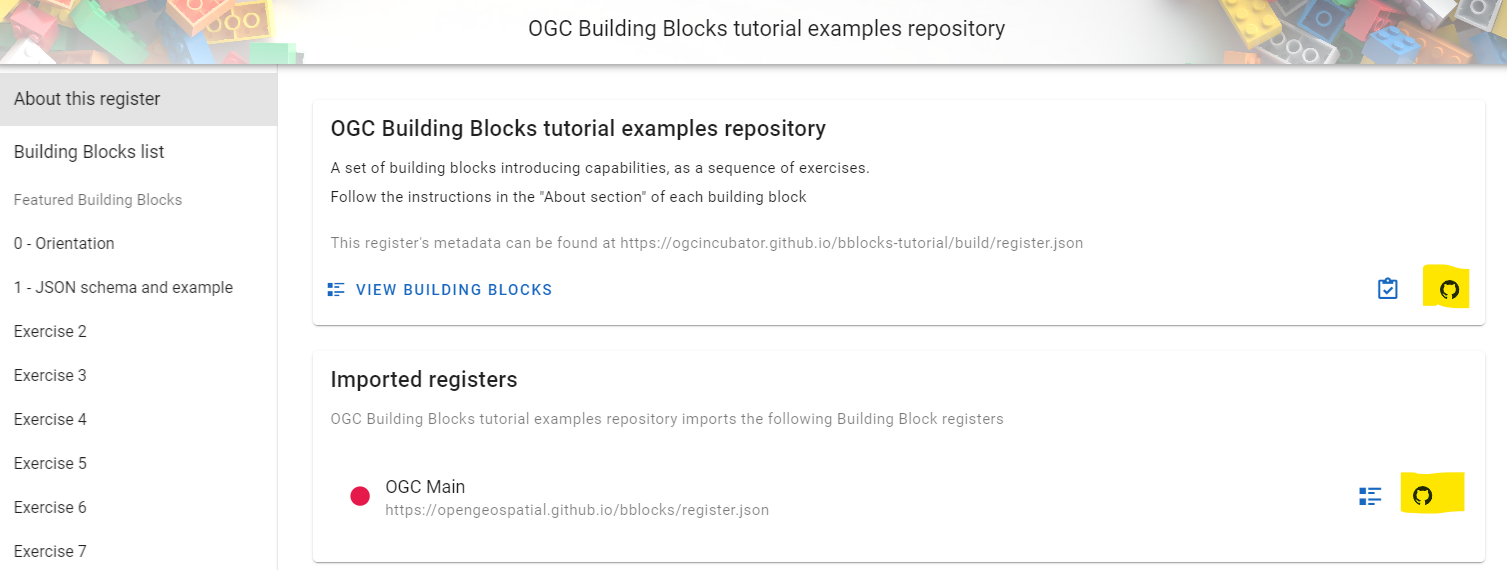 OGC Building Blocks tutorial examples repository
About this register
Building Blocks list
Featured Building Blocks
0 - Orientation
1 - JSON schema and example
Exercise 2
Exercise 3
Exercise 4
Exercise 5
Exercise 6
Exercise 7
OGC Building Blocks tutorial examples repository
A set of building blocks introducing capabilities, as a sequence of exercises.
Follow the instructions in the "About section" of each building block
This register's metadata can be found at https://ogcincubator.github.io/bblocks-tutorial/build/register.json
VIEW BUILDING BLOCKS
Imported registers
OGC Building Blocks tutorial examples repository imports the following Building Block registers
OGC Main
https://opengeospatial.github.io/bblocks/register.json